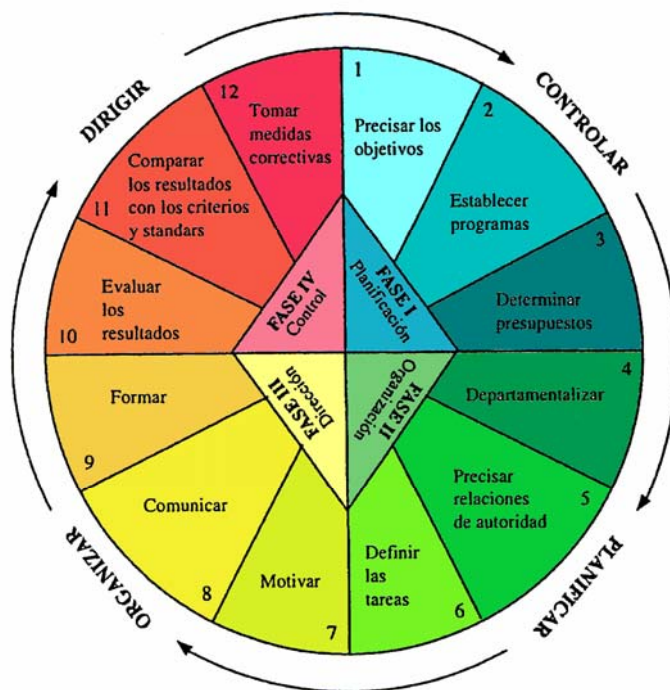 DIRIGIR
CONTROLAR
PLANIFICAR
ORGANIZAR
1
Precisar los
objetivos
2
Establecer
programas
3
Determinar
presupuestos
4
Departamentalizar
5
Precisar
relaciones
de autoridad
6
Definir
las
tareas
7
Motivar
8
Comunicar
9
Formar
10
Evaluar
los
resultados
11
Comparar
los resultados
con los criterios
y standars
12
Tomar
medidas
correctivas
FASE I
Planificación
FASE II
Organización
FASE III
Dirección
FASE IV
Control